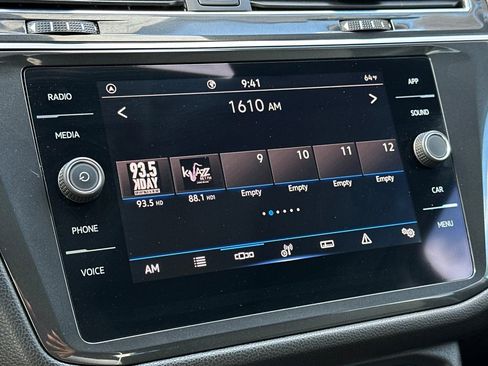 9:41
64°F
RADIO
APP
1610 AM
MEDIA
SOUND
93.5
KDAY
9
10
11
12
Empty
Empty
Empty
Empty
93.5 HD
88.1 HD1
PHONE
CAR
VOICE
AM
MENU